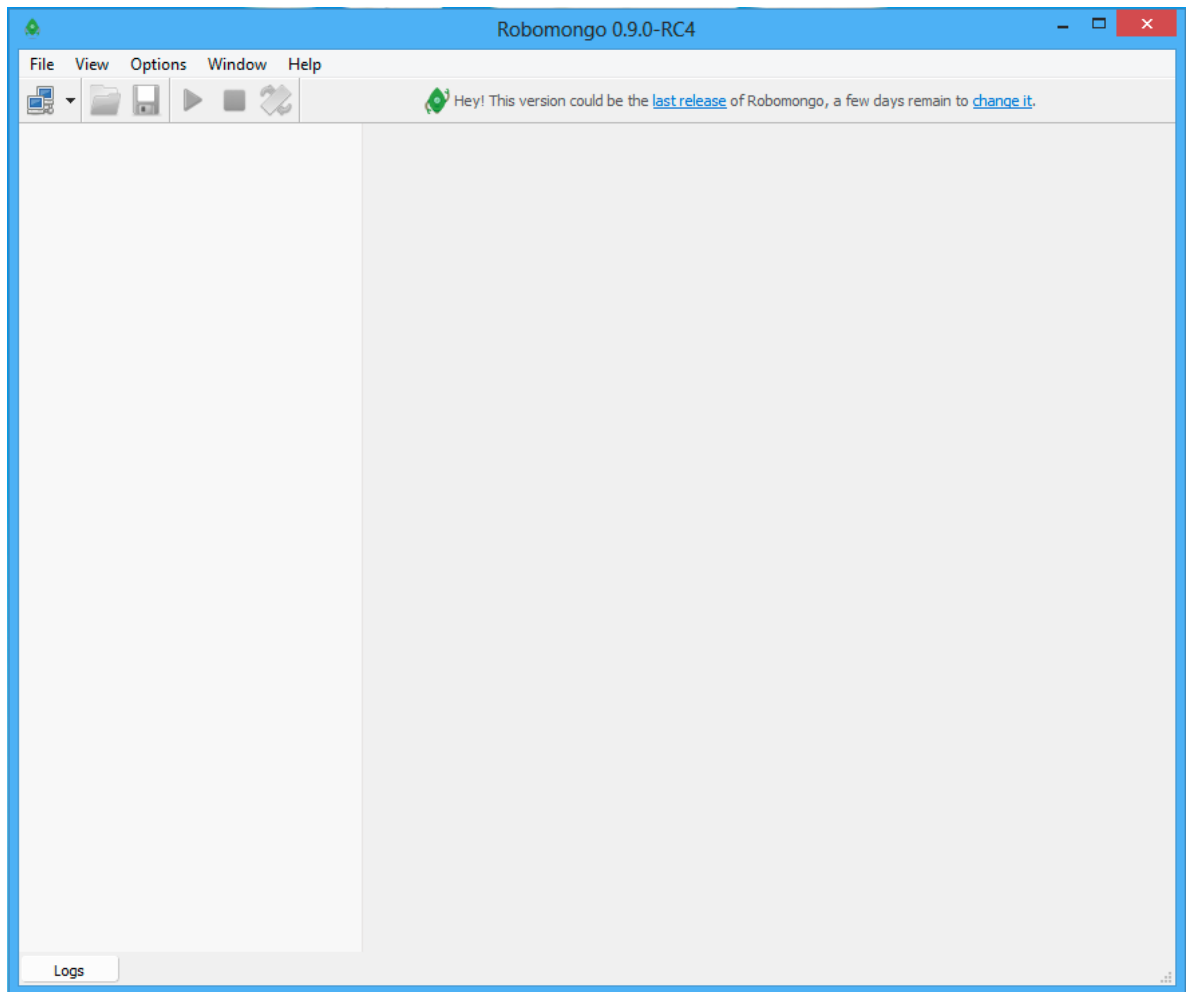 Robomongo 0.9.0-RC4
File View Options Window Help
Hey! This version could be the last release of Robomongo, a few days remain to change it.
Logs